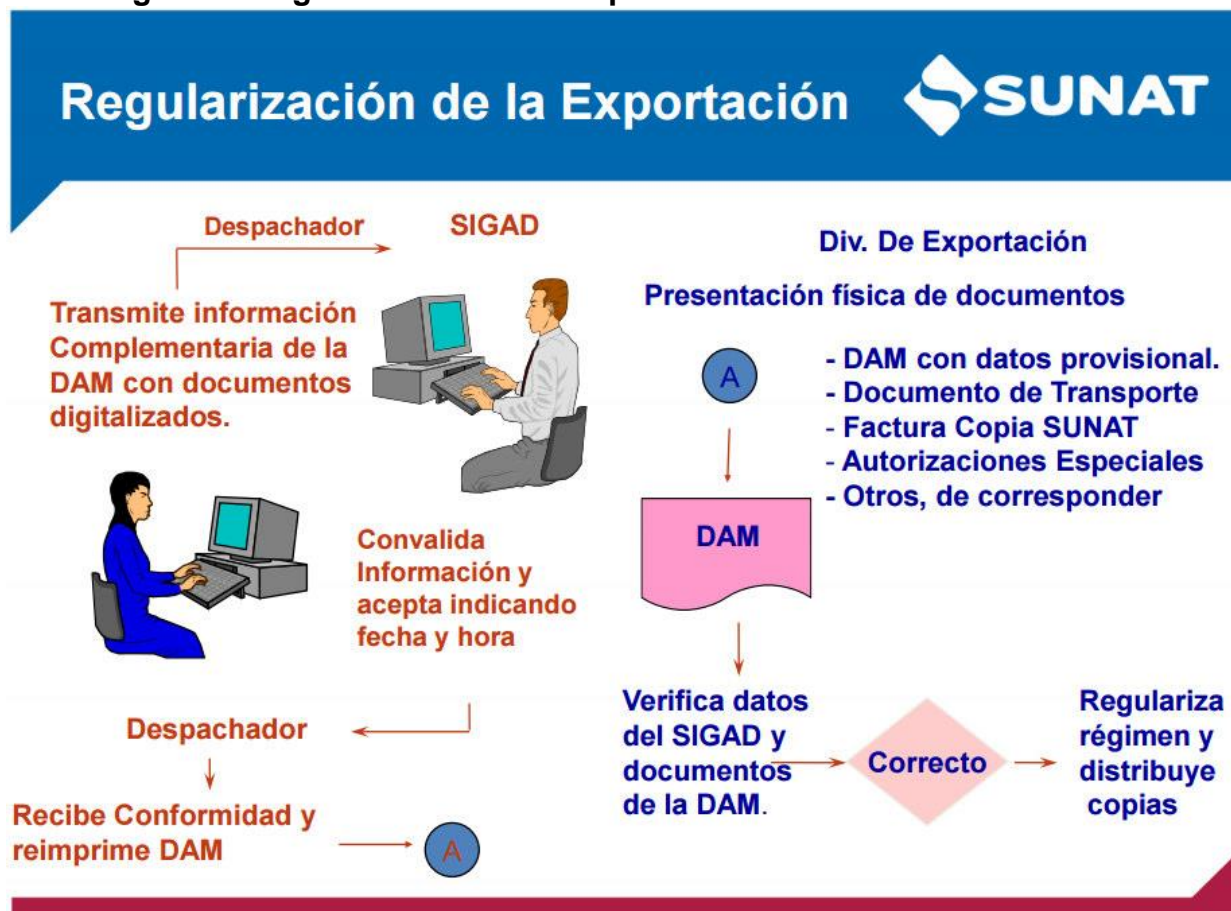 Regularización de la Exportación
SUNAT
Despachador
SIGAD
Transmite información
Complementaria de la
DAM con documentos
digitalizados.
Convalida
Información y
acepta indicando
fecha y hora
Despachador
Recibe Conformidad y
reimprime DAM
A
Div. De Exportación
Presentación física de documentos
A
- DAM con datos provisional.
- Documento de Transporte
- Factura Copia SUNAT
- Autorizaciones Especiales
- Otros, de corresponder
DAM
Verifica datos
del SIGAD y
documentos
de la DAM.
Correcto
Regulariza
régimen y
distribuye
copias